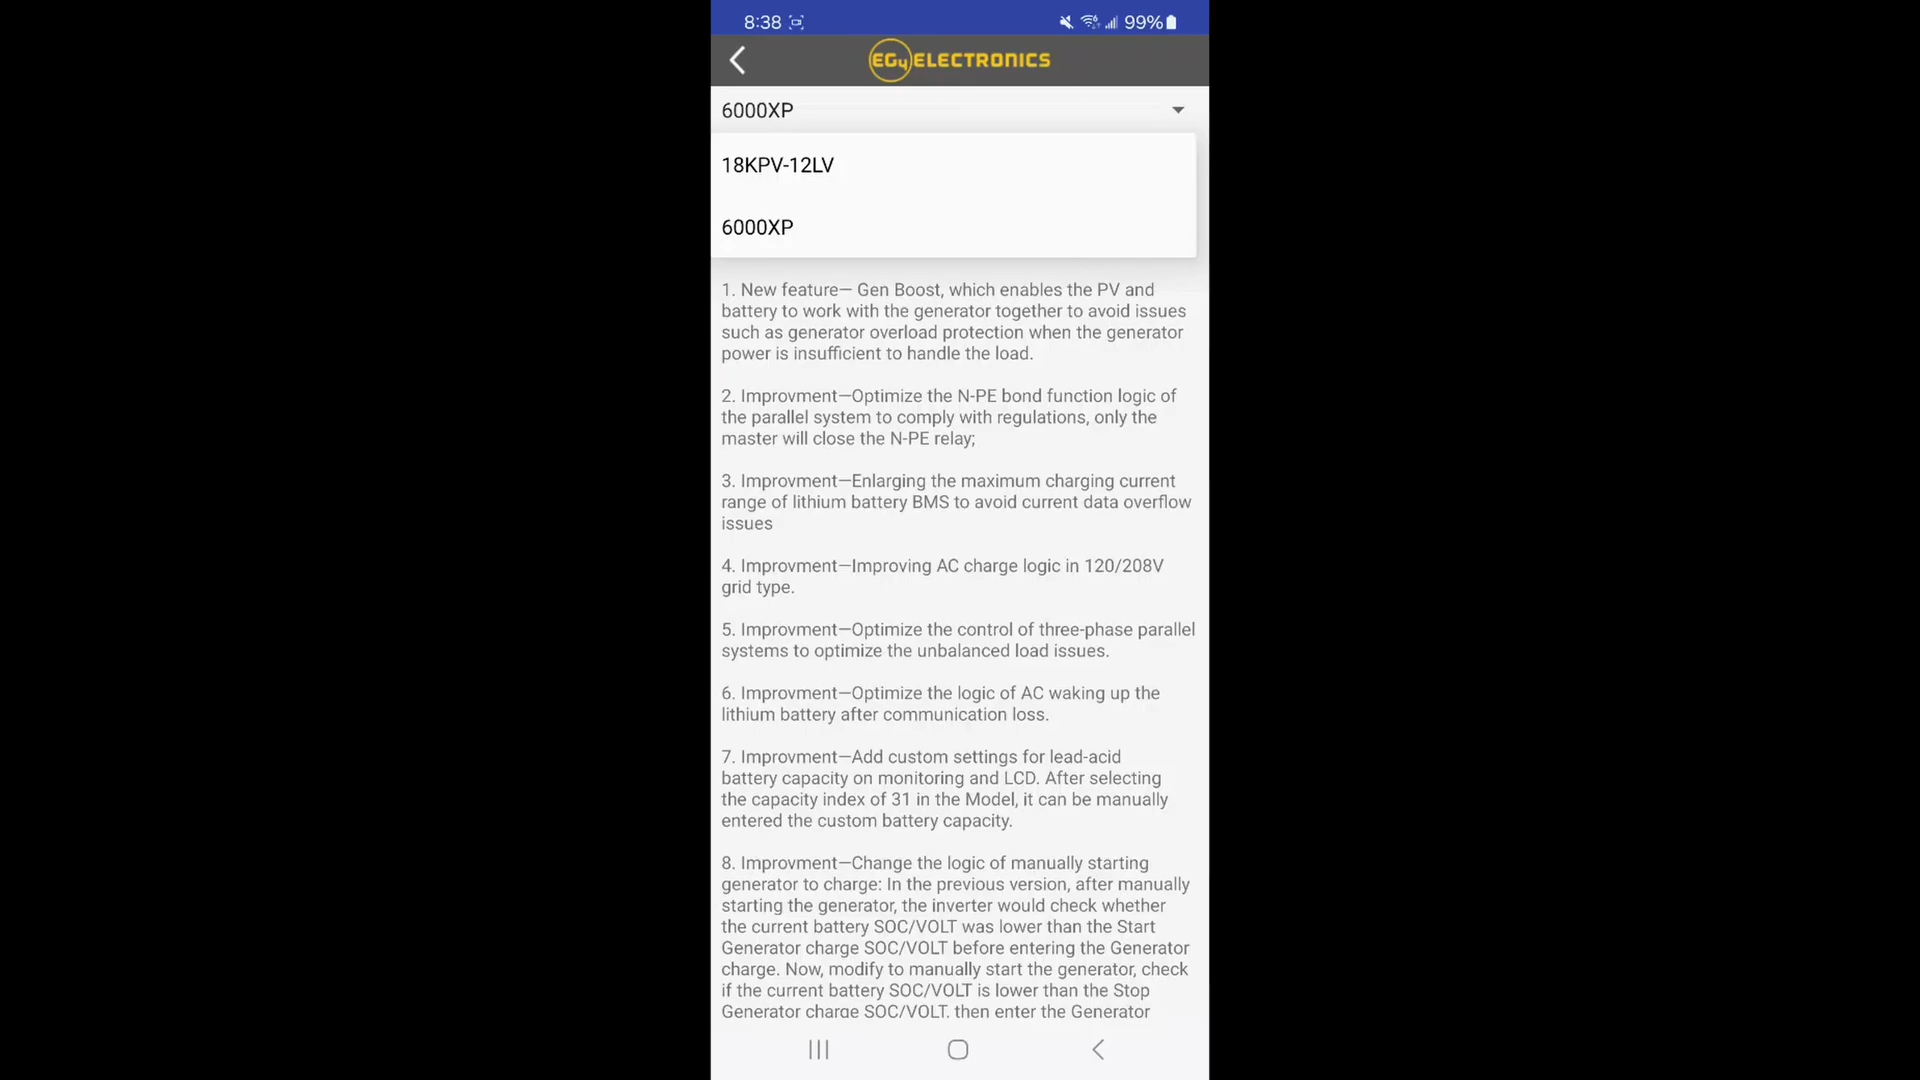 8:38
99%
EG4 ELECTRONICS
6000XP
18KPV-12LV
6000XP
1. New feature— Gen Boost, which enables the PV and
battery to work with the generator together to avoid issues
such as generator overload protection when the generator
power is insufficient to handle the load.
2. Improvment—Optimize the N-PE bond function logic of
the parallel system to comply with regulations, only the
master will close the N-PE relay;
3. Improvment—Enlarging the maximum charging current
range of lithium battery BMS to avoid current data overflow
issues
4. Improvment—Improving AC charge logic in 120/208V
grid type.
5. Improvment—Optimize the control of three-phase parallel
systems to optimize the unbalanced load issues.
6. Improvment—Optimize the logic of AC waking up the
lithium battery after communication loss.
7. Improvment—Add custom settings for lead-acid
battery capacity on monitoring and LCD. After selecting
the capacity index of 31 in the Model, it can be manually
entered the custom battery capacity.
8. Improvment—Change the logic of manually starting
generator to charge: In the previous version, after manually
starting the generator, the inverter would check whether
the current battery SOC/VOLT was lower than the Start
Generator charge SOC/VOLT before entering the Generator
charge. Now, modify to manually start the generator, check
if the current battery SOC/VOLT is lower than the Stop
Generator charge SOC/VOLT, then enter the Generator